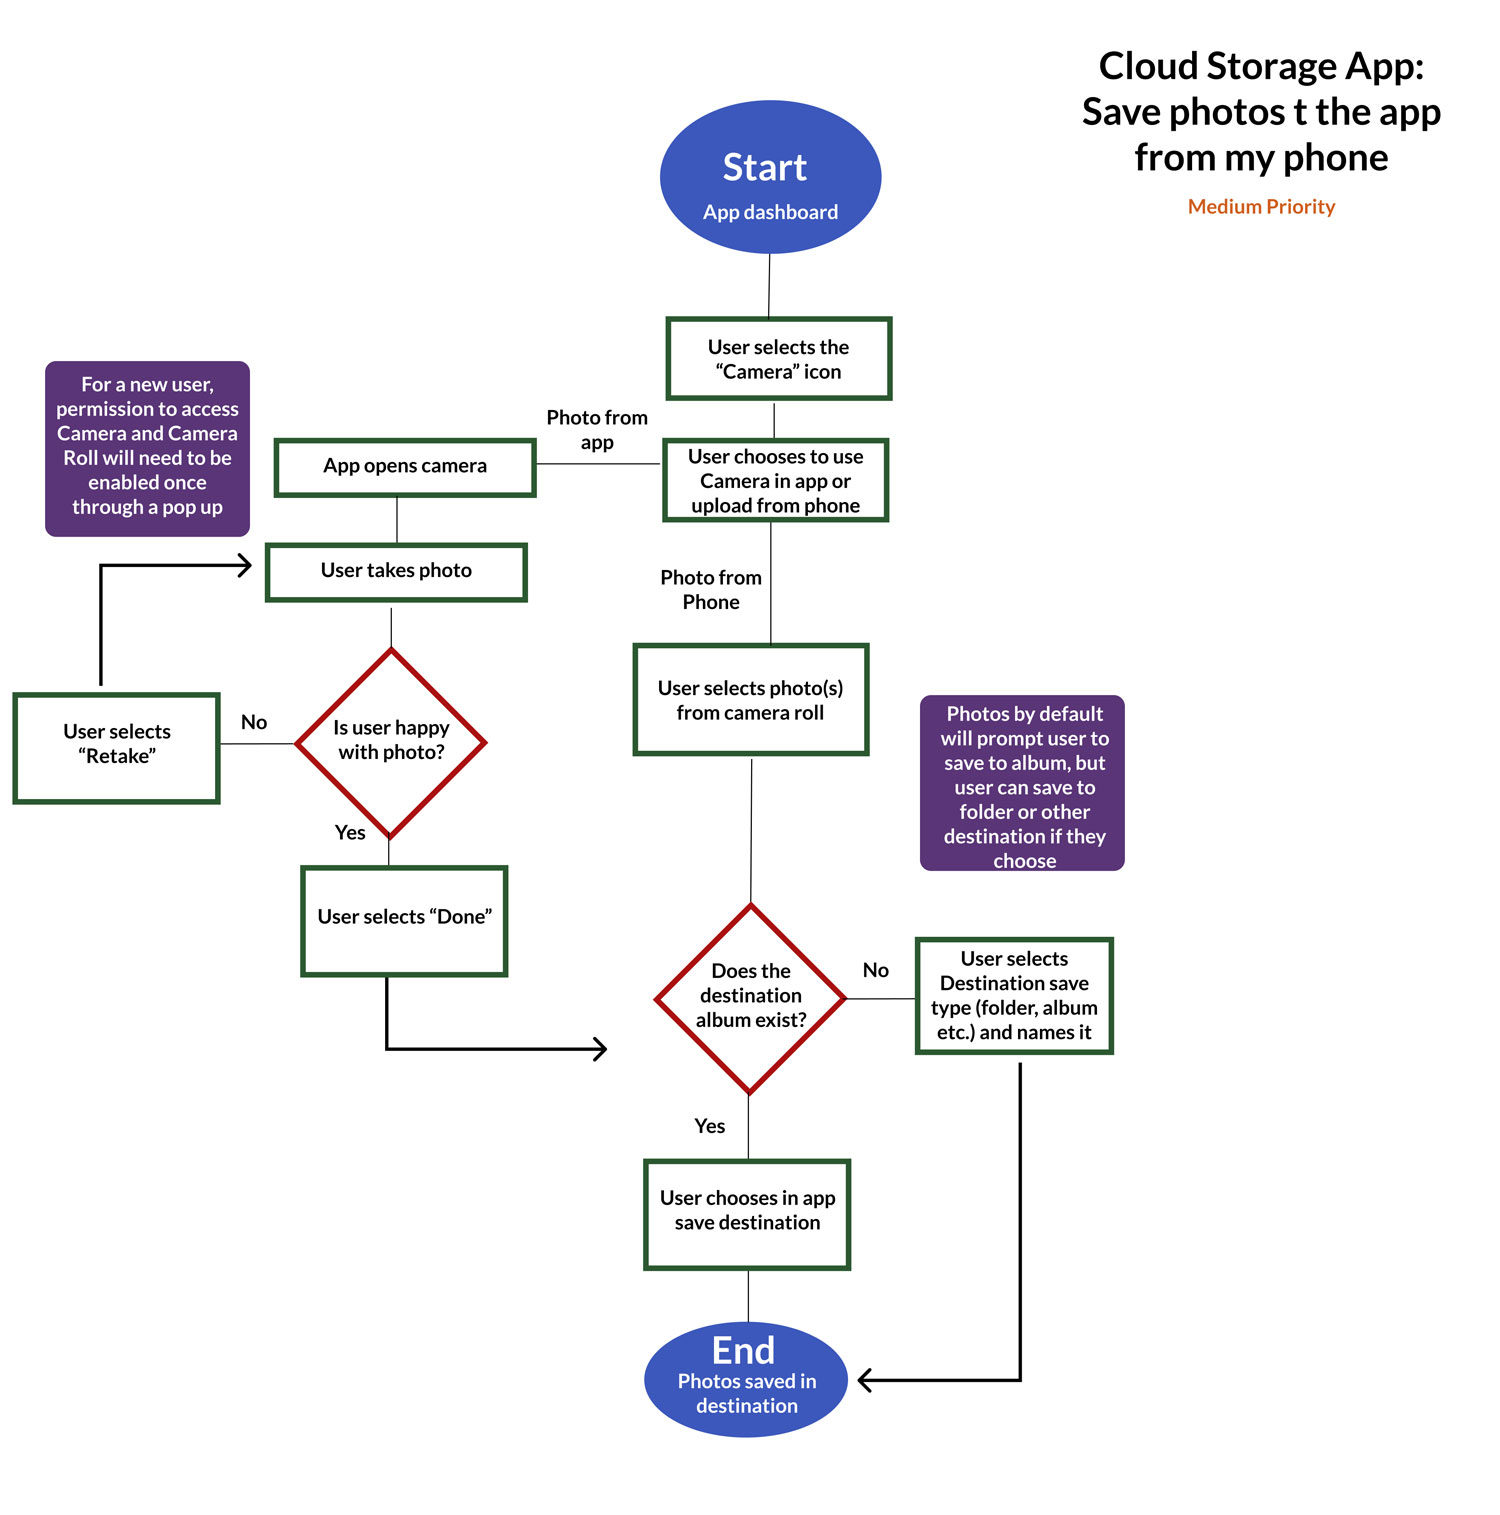 Cloud Storage App:
Save photos t the app
from my phone
Medium Priority
Start
App dashboard
User selects the
“Camera” icon
For a new user,
permission to access
Camera and Camera
Roll will need to be
enabled once
through a pop up
Photo from
app
App opens camera
User chooses to use
Camera in app or
upload from phone
User takes photo
Photo from
Phone
Is user happy
with photo?
No
User selects
“Retake”
User selects photo(s)
from camera roll
Photos by default
will prompt user to
save to album, but
user can save to
folder or other
destination if they
choose
Yes
User selects “Done”
Does the
destination
album exist?
No
User selects
Destination save
type (folder, album
etc.) and names it
Yes
User chooses in app
save destination
End
Photos saved in
destination